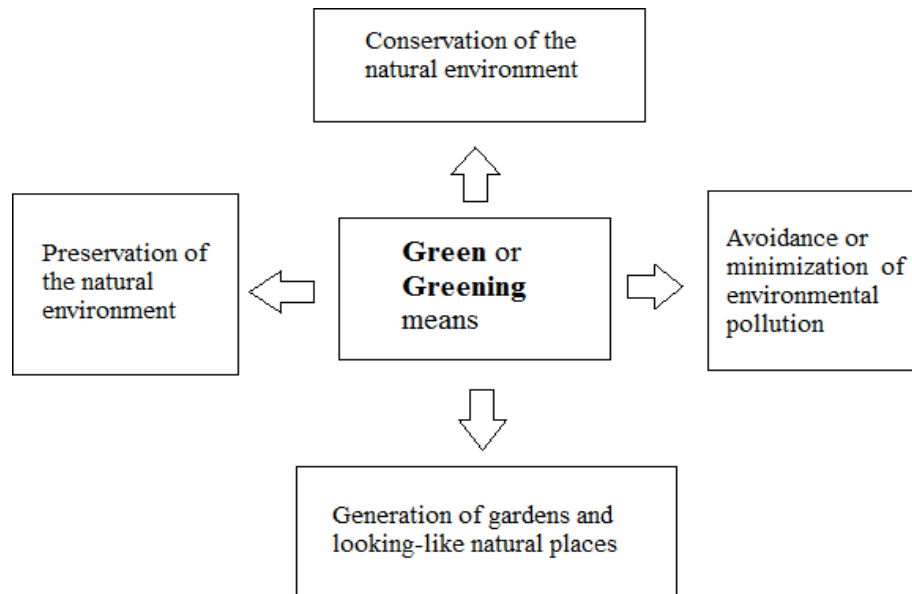 Conservation of the
natural environment
Preservation of
the natural
environment
Green or
Greening
means
Avoidance or
minimization of
environmental
pollution
Generation of gardens and
looking-like natural places